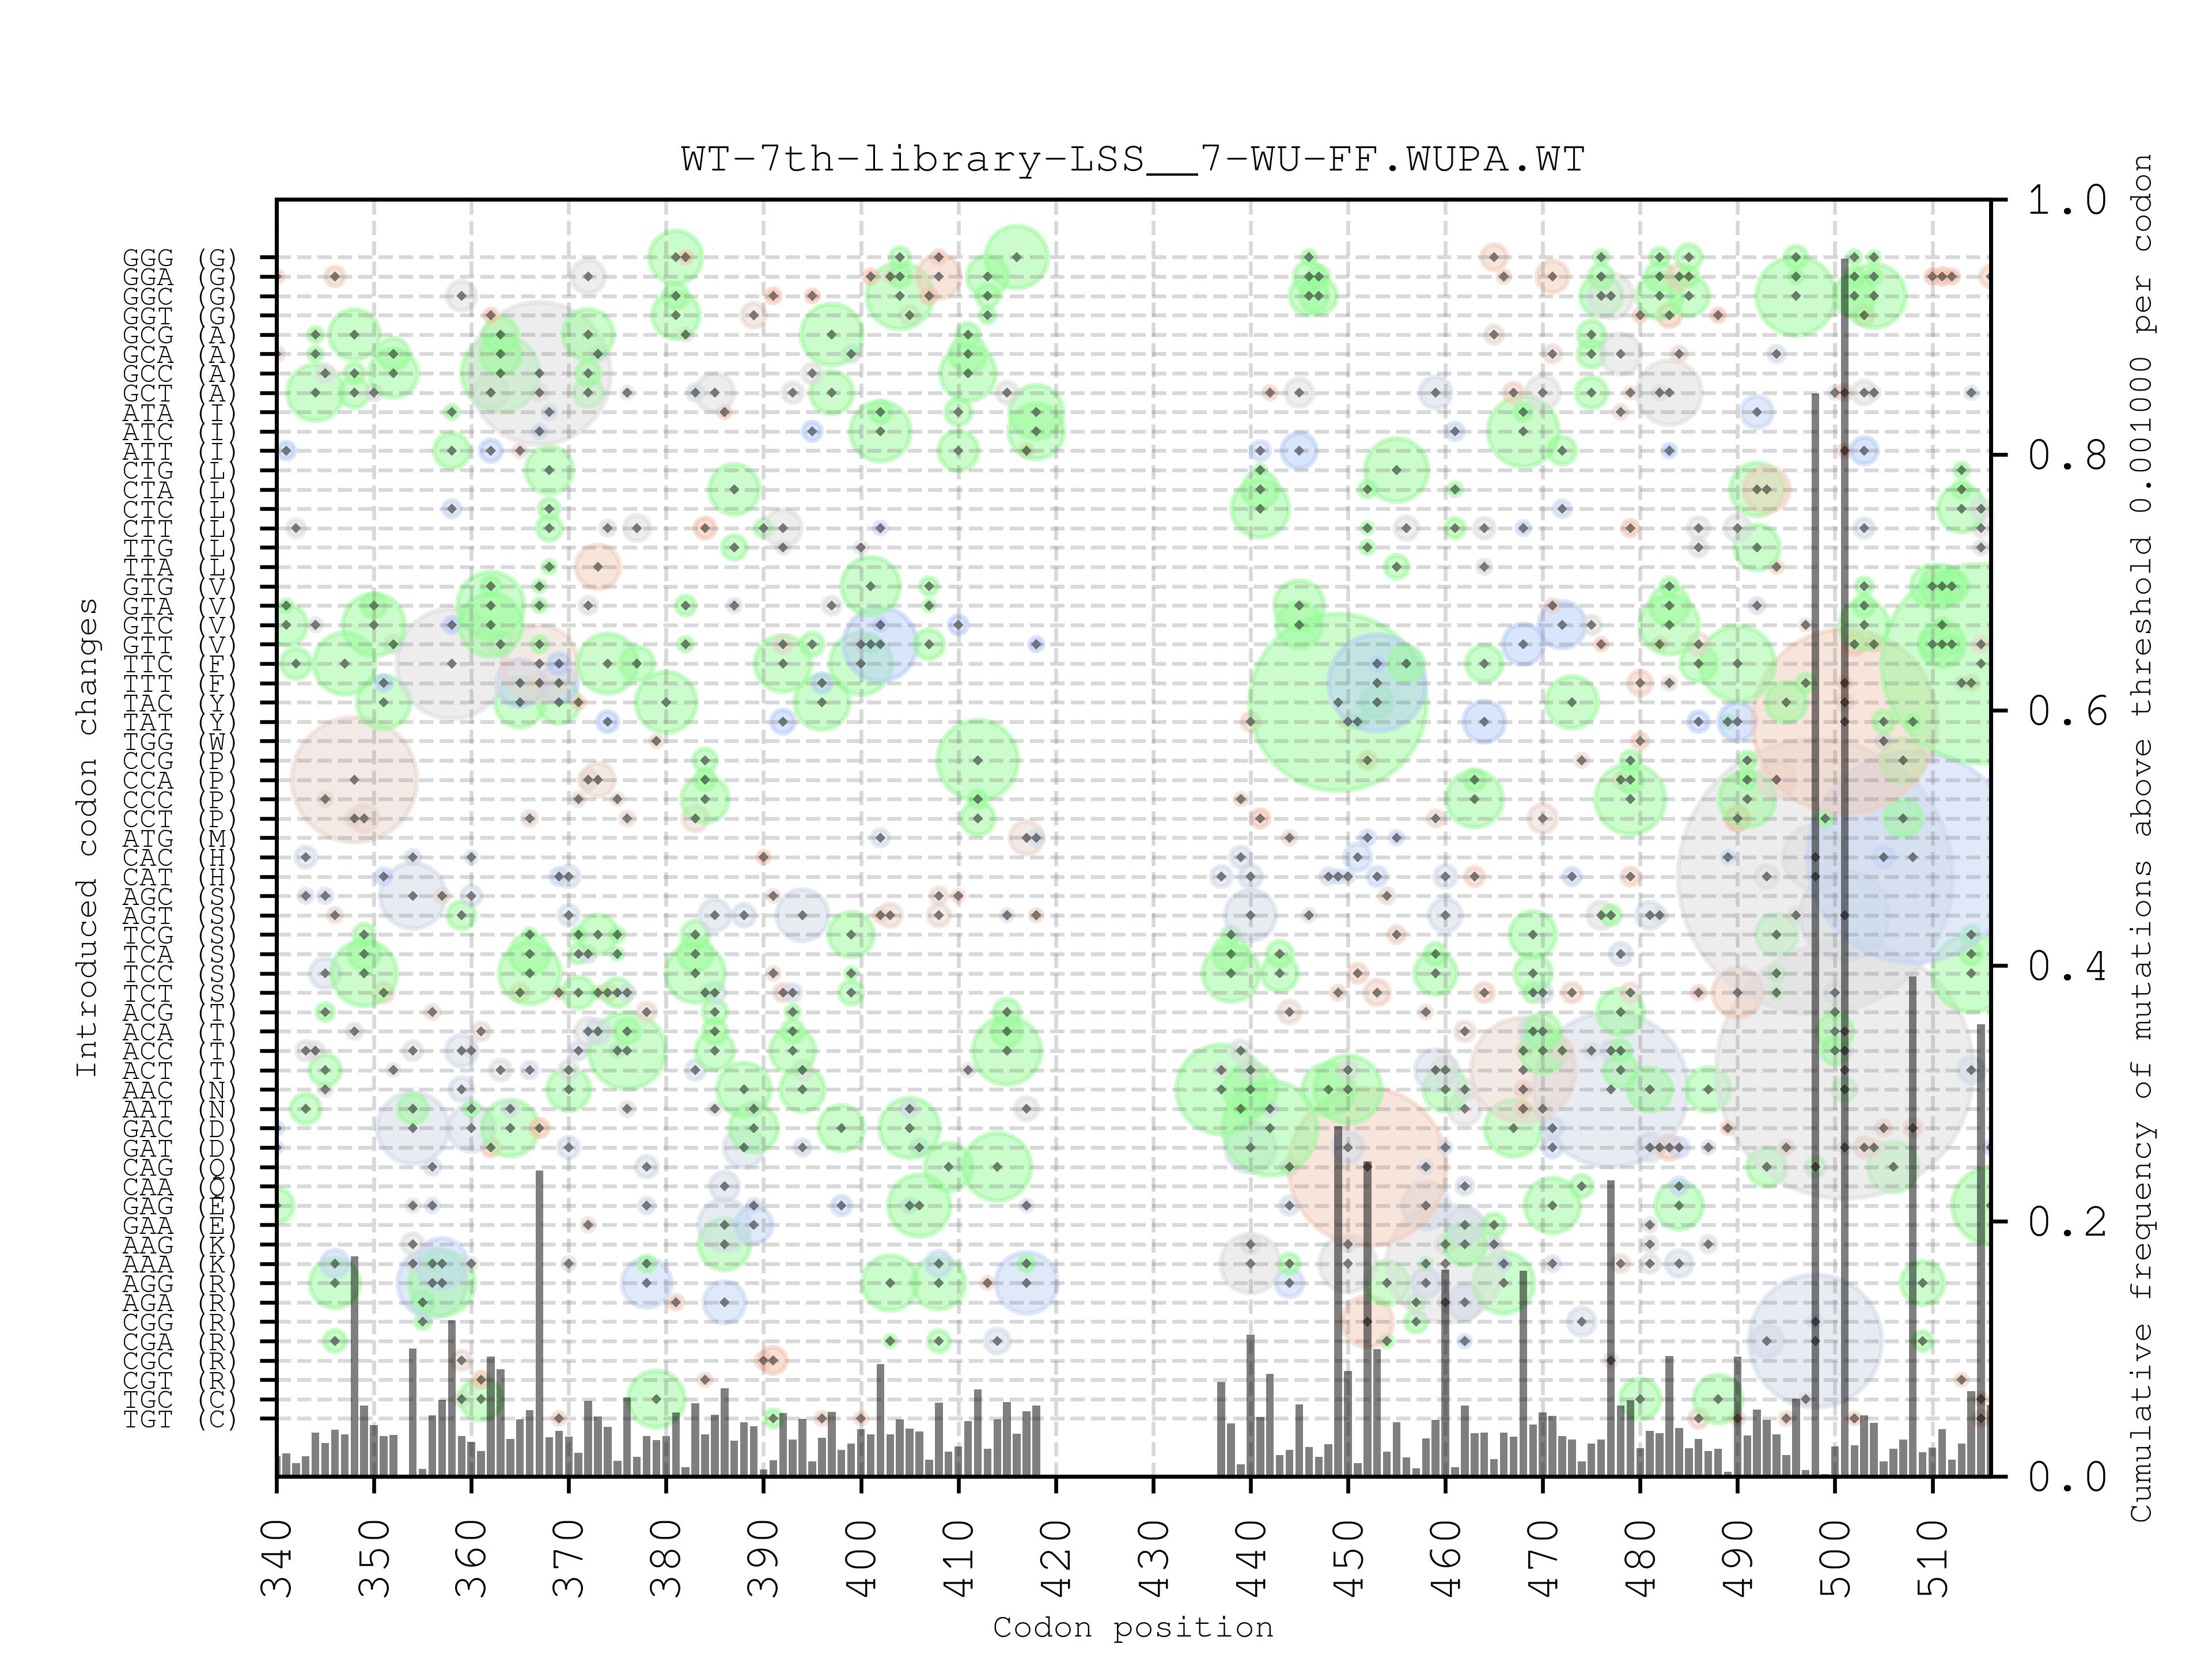 WT-7th-library-LSS__7-WU-FF.WUPA.WT
Introduced codon changes
GGG (G)
GGA (G)
GGC (G)
GGT (G)
GCG (A)
GCA (A)
GCC (A)
GCT (A)
ATA (I)
ATC (I)
ATT (I)
CTG (L)
CTA (L)
CTC (L)
CTT (L)
TTG (L)
TTA (L)
GTG (V)
GTA (V)
GTC (V)
GTT (V)
TTC (F)
TTT (F)
TAC (Y)
TAT (Y)
TGG (W)
CCG (P)
CCA (P)
CCC (P)
CCT (P)
ATG (M)
CAC (H)
CAT (H)
AGC (S)
AGT (S)
TCG (S)
TCA (S)
TCC (S)
TCT (S)
ACG (T)
ACA (T)
ACC (T)
ACT (T)
AAC (N)
AAT (N)
GAC (D)
GAT (D)
CAG (Q)
CAA (Q)
GAG (E)
GAA (E)
AAG (K)
AAA (K)
AGG (R)
AGA (R)
CGG (R)
CGA (R)
CGC (R)
CGT (R)
TGC (C)
TGT (C)
1.0
0.8
0.6
0.4
0.2
0.0
Cumulative frequency of mutations above threshold 0.001000 per codon
340 350 360 370 380 390 400 410 420 430 440 450 460 470 480 490 500 510
Codon position